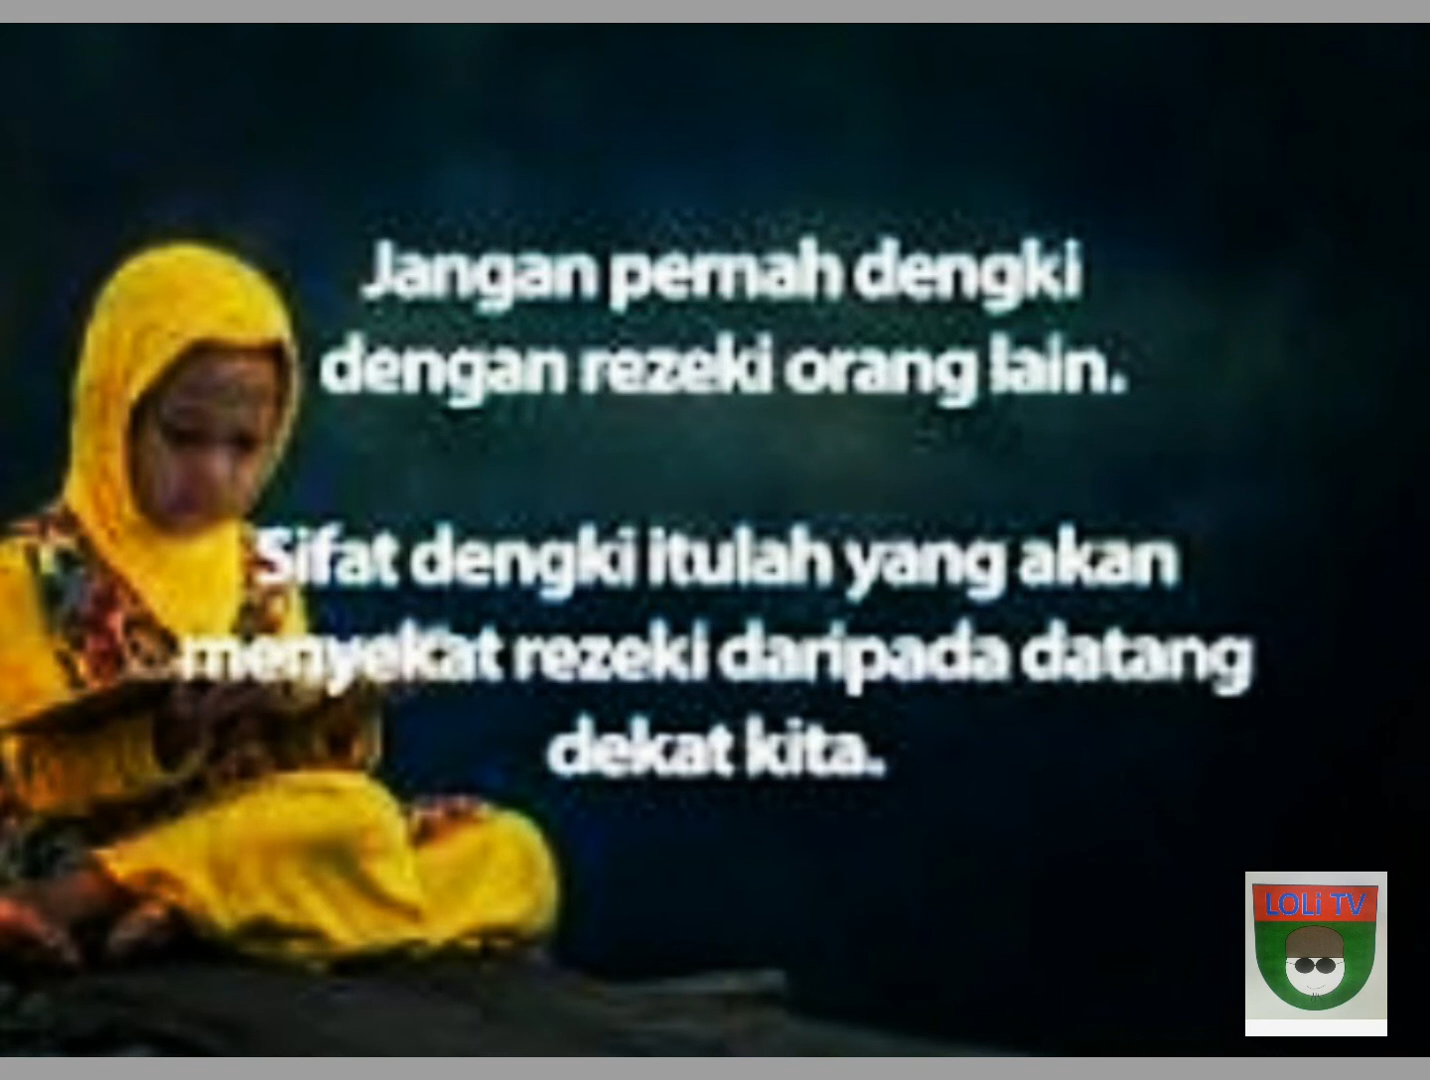 Jangan pernah dengki
dengan rezeki orang lain.
Sifat dengki itulah yang akan
menyekat rezeki daripada datang
dekat kita.
LOLi TV